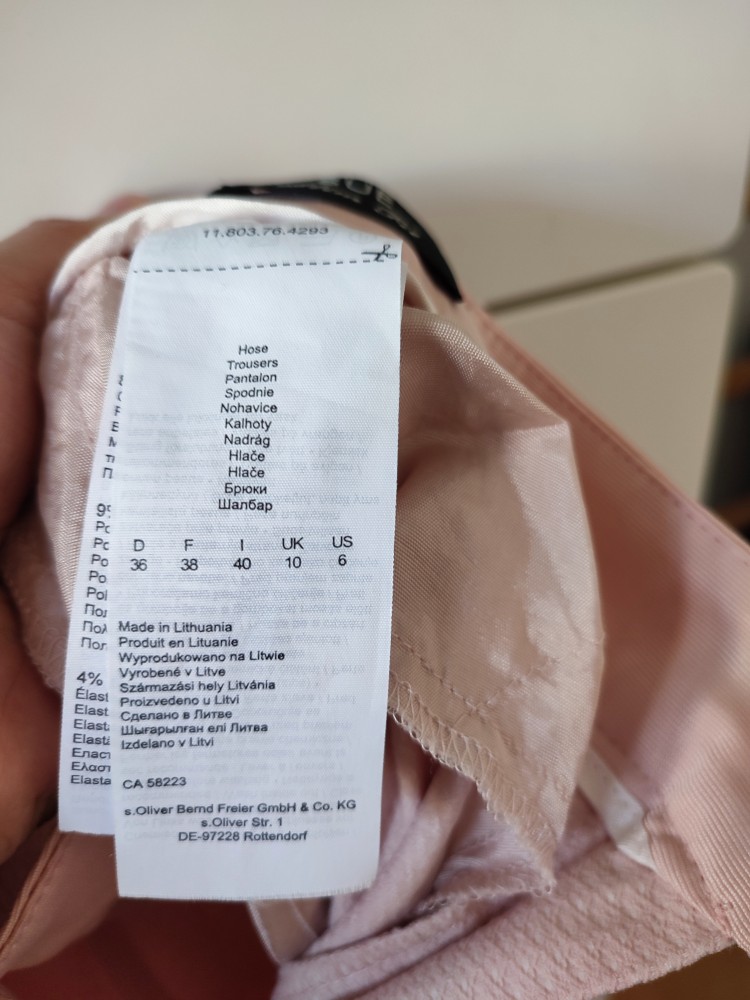 11.803.76.4293
Hose
Trousers
Pantalon
Spodnie
Nohavice
Kalhoty
Nadrág
Hlače
Hlače
Брюки
Шалбар
D F I UK US
36 38 40 10 6
Made in Lithuania
Produit en Lituanie
Wyprodukowano na Litwie
Vyrobené v Litve
Származási hely Litvánia
Proizvedeno u Litvi
Сделано в Литве
Шығарылған елі Литва
Izdelano v Litvi
CA 58223
s.Oliver Bernd Freier GmbH & Co. KG
s.Oliver Str. 1
DE-97228 Rottendorf
4%